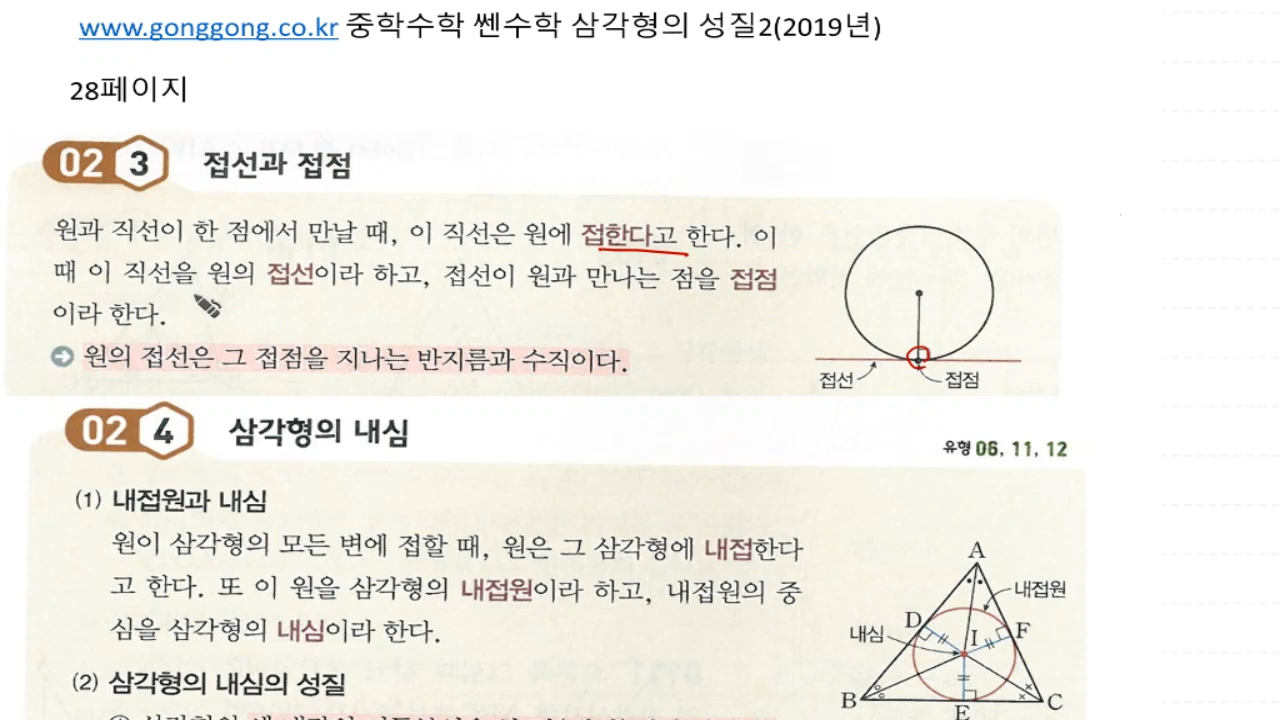 www.gonggong.co.kr 중학수학 쎈수학 삼각형의 성질2(2019년)
28페이지
02 3 접선과 접점
원과 직선이 한 점에서 만날 때, 이 직선은 원에 접한다고 한다. 이
때 이 직선을 원의 접선이라 하고, 접선이 원과 만나는 점을 접점
이라 한다.
원의 접선은 그 접점을 지나는 반지름과 수직이다.
접선 접점
02 4 삼각형의 내심
유형 06, 11, 12
(1) 내접원과 내심
원이 삼각형의 모든 변에 접할 때, 원은 그 삼각형에 내접한다
고 한다. 또 이 원을 삼각형의 내접원이라 하고, 내접원의 중
심을 삼각형의 내심이라 한다.
(2) 삼각형의 내심의 성질
A
내접원
D F
내심 I
B E C